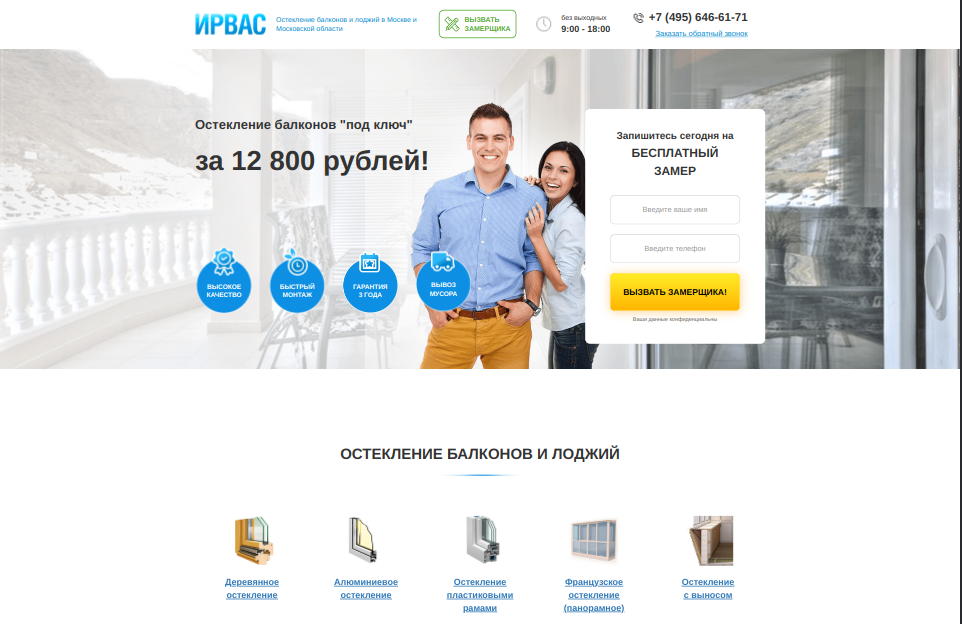 ИРВАС
Остекление балконов и лоджий в Москве и
Московской области
ВЫЗВАТЬ
ЗАМЕРЩИКА
без выходных
9:00 - 18:00
+7 (495) 646-61-71
Заказать обратный звонок
Остекление балконов "под ключ"
за 12 800 рублей!
ВЫСОКОЕ
КАЧЕСТВО
БЫСТРЫЙ
МОНТАЖ
ГАРАНТИЯ
3 ГОДА
ВЫВОЗ
МУСОРА
Запишитесь сегодня на
БЕСПЛАТНЫЙ
ЗАМЕР
Введите ваше имя
Введите телефон
ВЫЗВАТЬ ЗАМЕРЩИКА!
Ваши данные конфиденциальны
ОСТЕКЛЕНИЕ БАЛКОНОВ И ЛОДЖИЙ
Деревянное
остекление
Алюминиевое
остекление
Остекление
пластиковыми
рамами
Французское
остекление
(панорамное)
Остекление
с выносом